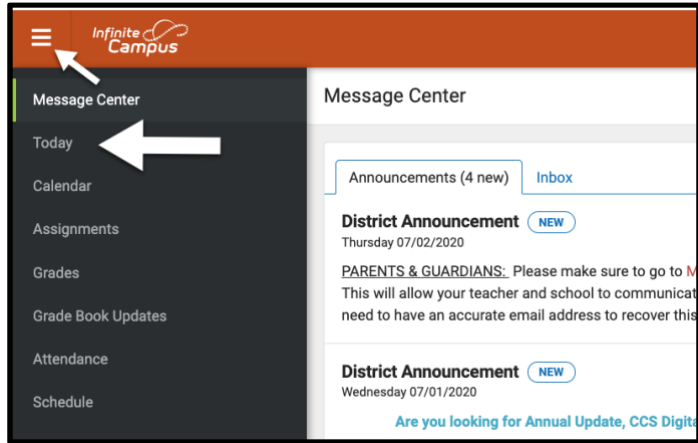 Infinite
Campus
Message Center
Today
Calendar
Assignments
Grades
Grade Book Updates
Attendance
Schedule
Message Center
Announcements (4 new) Inbox
District Announcement NEW
Thursday 07/02/2020
PARENTS & GUARDIANS: Please make sure to go to
This will allow your teacher and school to communicat
need to have an accurate email address to recover this
District Announcement NEW
Wednesday 07/01/2020
Are you looking for Annual Update, CCS Digita